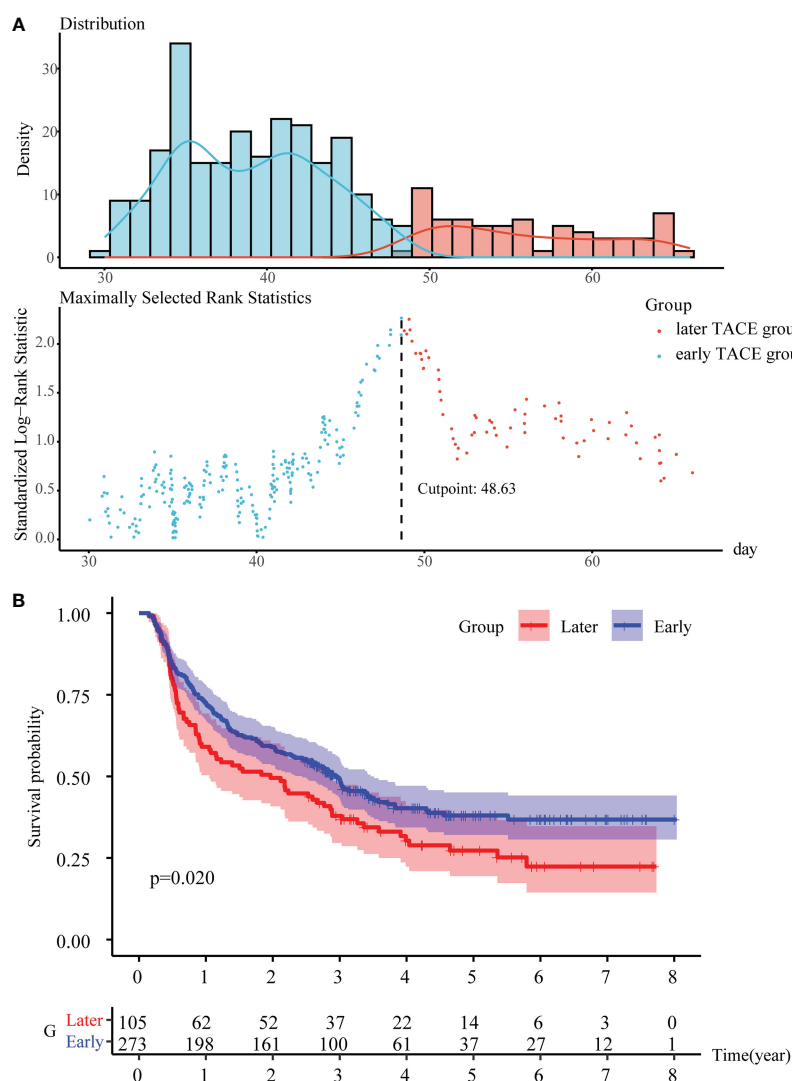 A
Distribution
Density
30
20
10
0
30 40 50 60
Maximally Selected Rank Statistics
Standardized Log−Rank Statistic
2.0
1.5
1.0
0.5
0.0
Group
later TACE grou
early TACE grou
Cutpoint: 48.63
30 40 50 60 day
B
Group Later Early
Survival probability
1.00
0.75
0.50
0.25
0.00
p=0.020
0 1 2 3 4 5 6 7 8
G
Later 105 62 52 37 22 14 6 3 0
Early 273 198 161 100 61 37 27 12 1
Time(year)
0 1 2 3 4 5 6 7 8